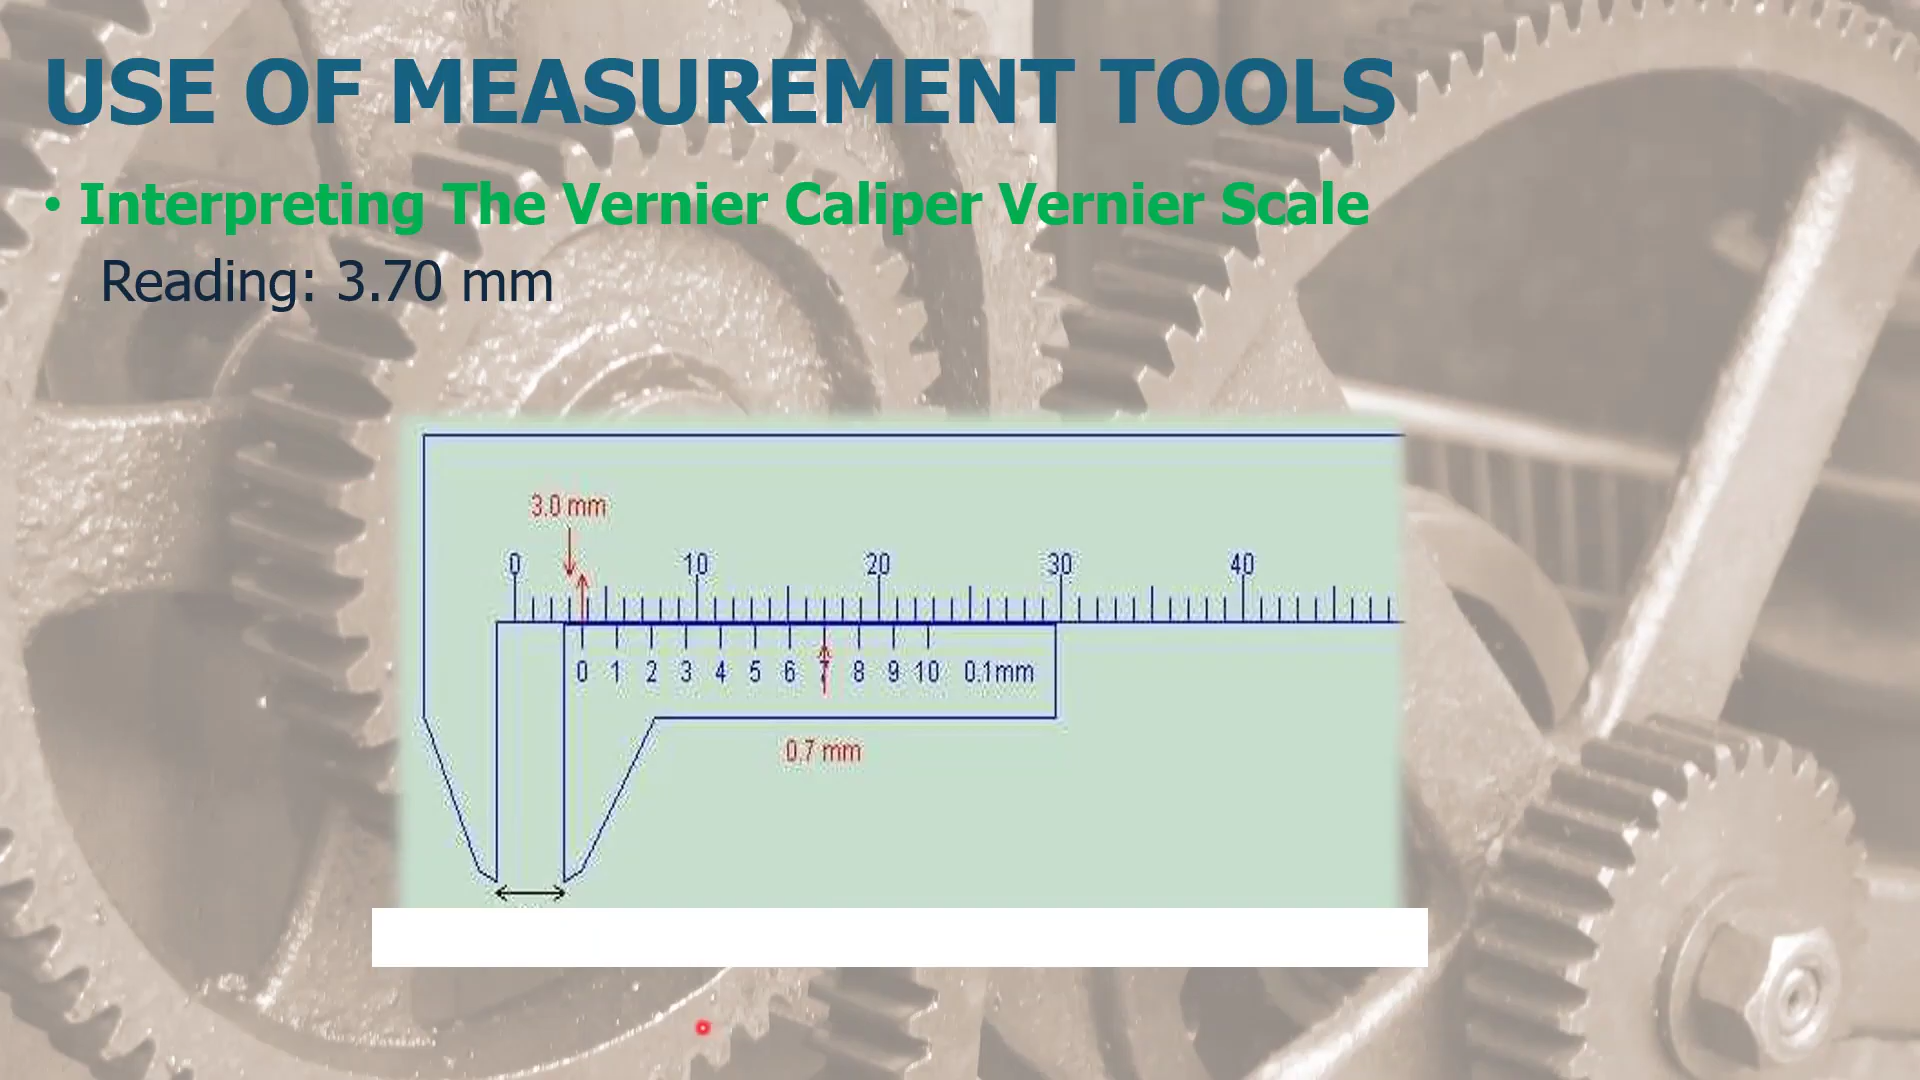 USE OF MEASUREMENT TOOLS
• Interpreting The Vernier Caliper Vernier Scale
Reading: 3.70 mm
3.0 mm
0 10 20 30 40
0 1 2 3 4 5 6 7 8 9 10 0.1mm
0.7 mm